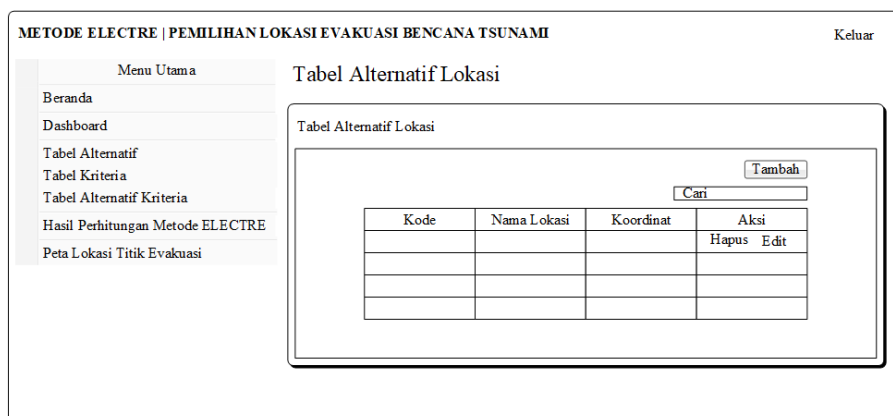 METODE ELECTRE | PEMILIHAN LOKASI EVAKUASI BENCANA TSUNAMI
Keluar
Menu Utama
Beranda
Dashboard
Tabel Alternatif
Tabel Kriteria
Tabel Alternatif Kriteria
Hasil Perhitungan Metode ELECTRE
Peta Lokasi Titik Evakuasi
Tabel Alternatif Lokasi
Tabel Alternatif Lokasi
Tambah
Cari
Kode Nama Lokasi Koordinat Aksi
Hapus Edit